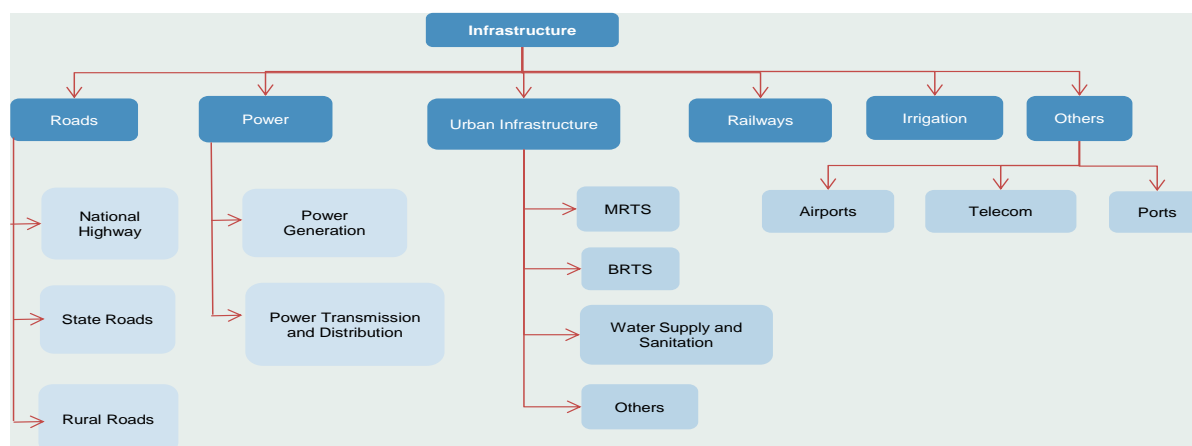 Infrastructure
Roads
Power
Urban Infrastructure
Railways
Irrigation
Others
National
Highway
State Roads
Rural Roads
Power
Generation
Power Transmission
and Distribution
MRTS
BRTS
Water Supply and
Sanitation
Others
Airports
Telecom
Ports